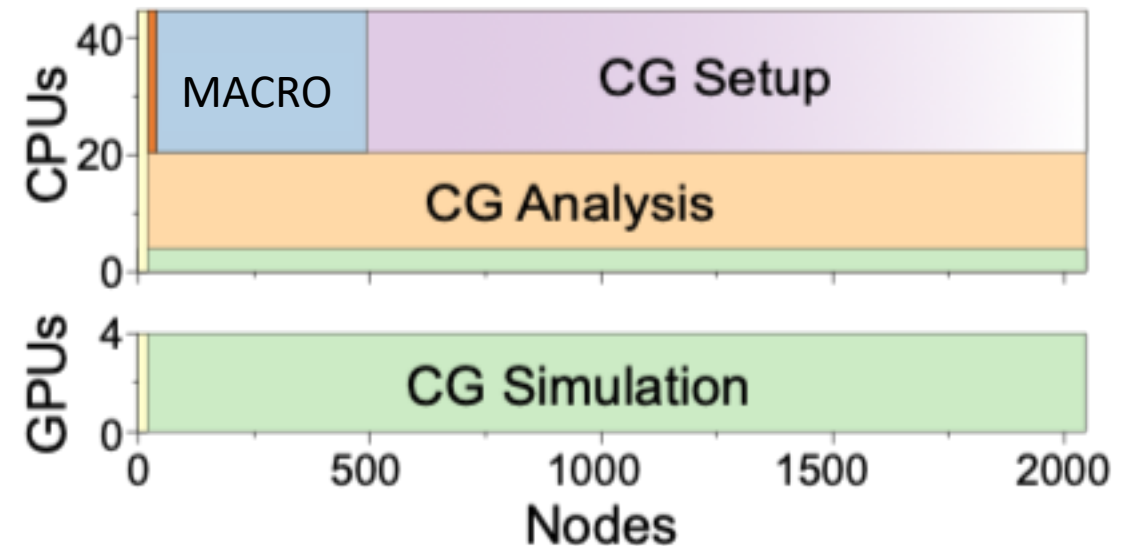 CPUs
40
20
0
MACRO
CG Setup
CG Analysis
GPUs
4
0
CG Simulation
0 500 1000 1500 2000
Nodes